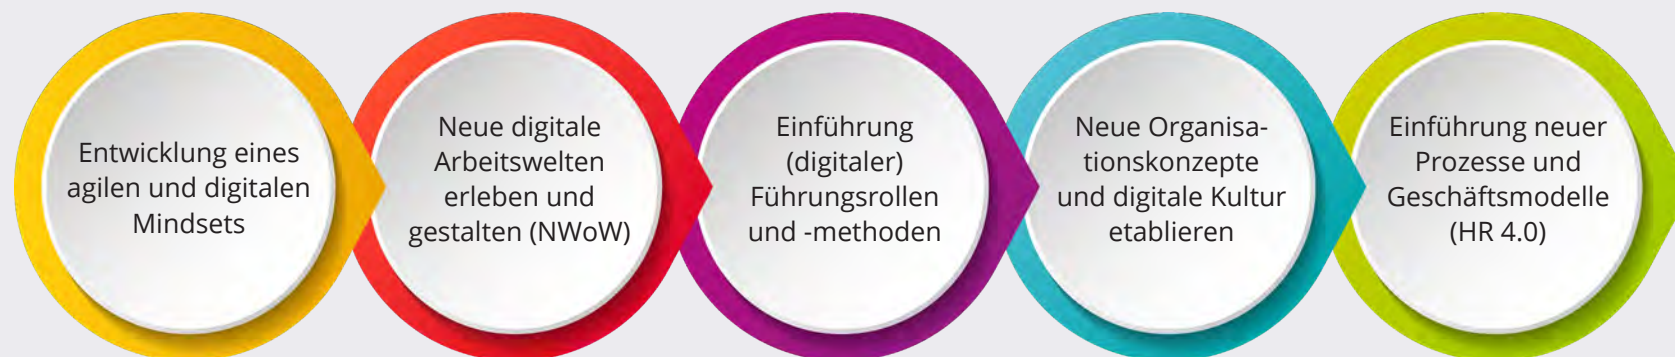 Entwicklung eines
agilen und digitalen
Mindsets
Neue digitale
Arbeitswelten
erleben und
gestalten (NWoW)
Einführung
(digitaler)
Führungsrollen
und -methoden
Neue Organisa-
tionskonzepte
und digitale Kultur
etablieren
Einführung neuer
Prozesse und
Geschäftsmodelle
(HR 4.0)